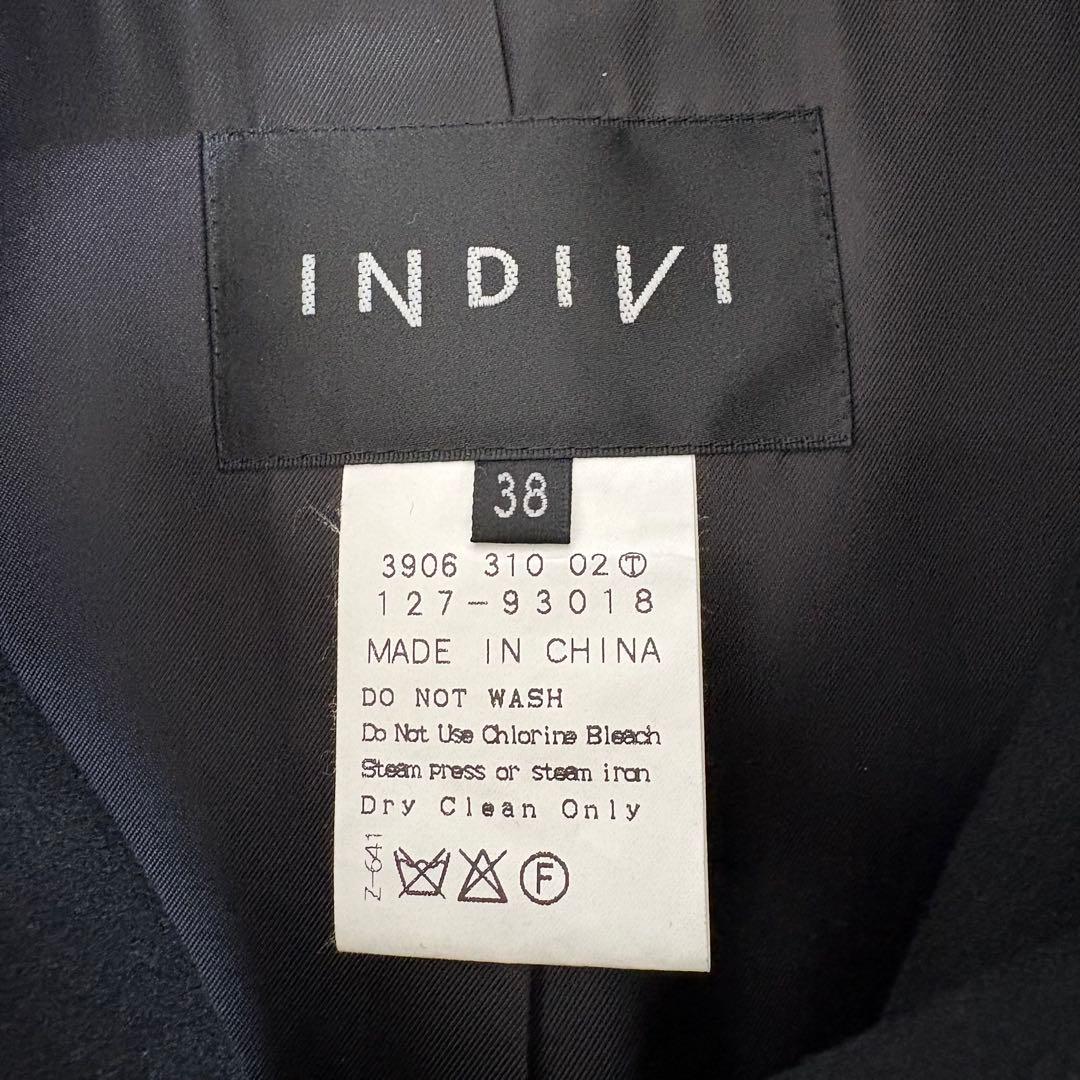 INDIVI
38
3906 310 02 Ⓣ
127-93018
MADE IN CHINA
DO NOT WASH
Do Not Use Chlorine Bleach
Steam press or steam iron
Dry Clean Only
Z-641
Ⓕ